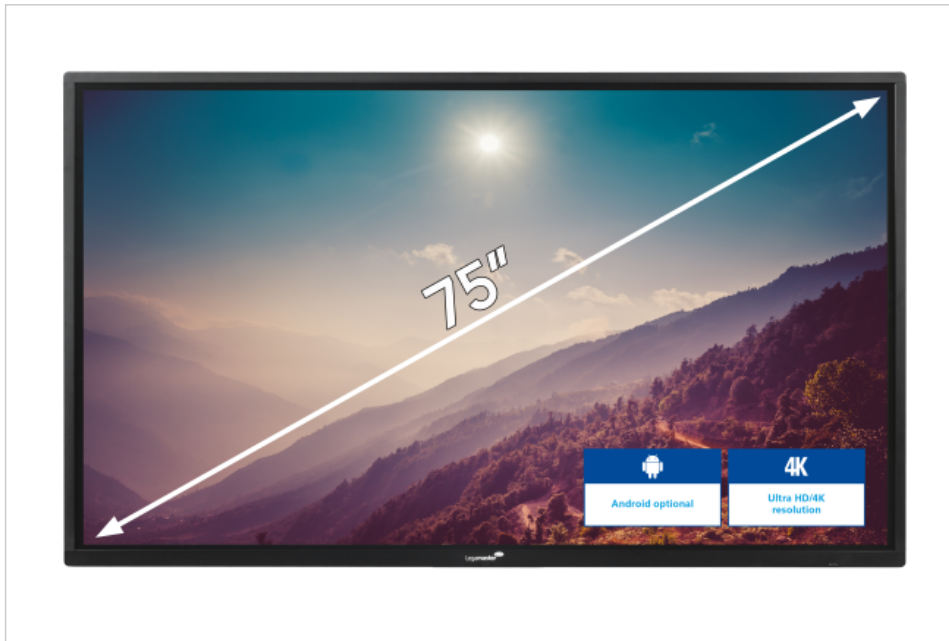 75"
4K
Android optional
Ultra HD/4K
resolution
Legamaster